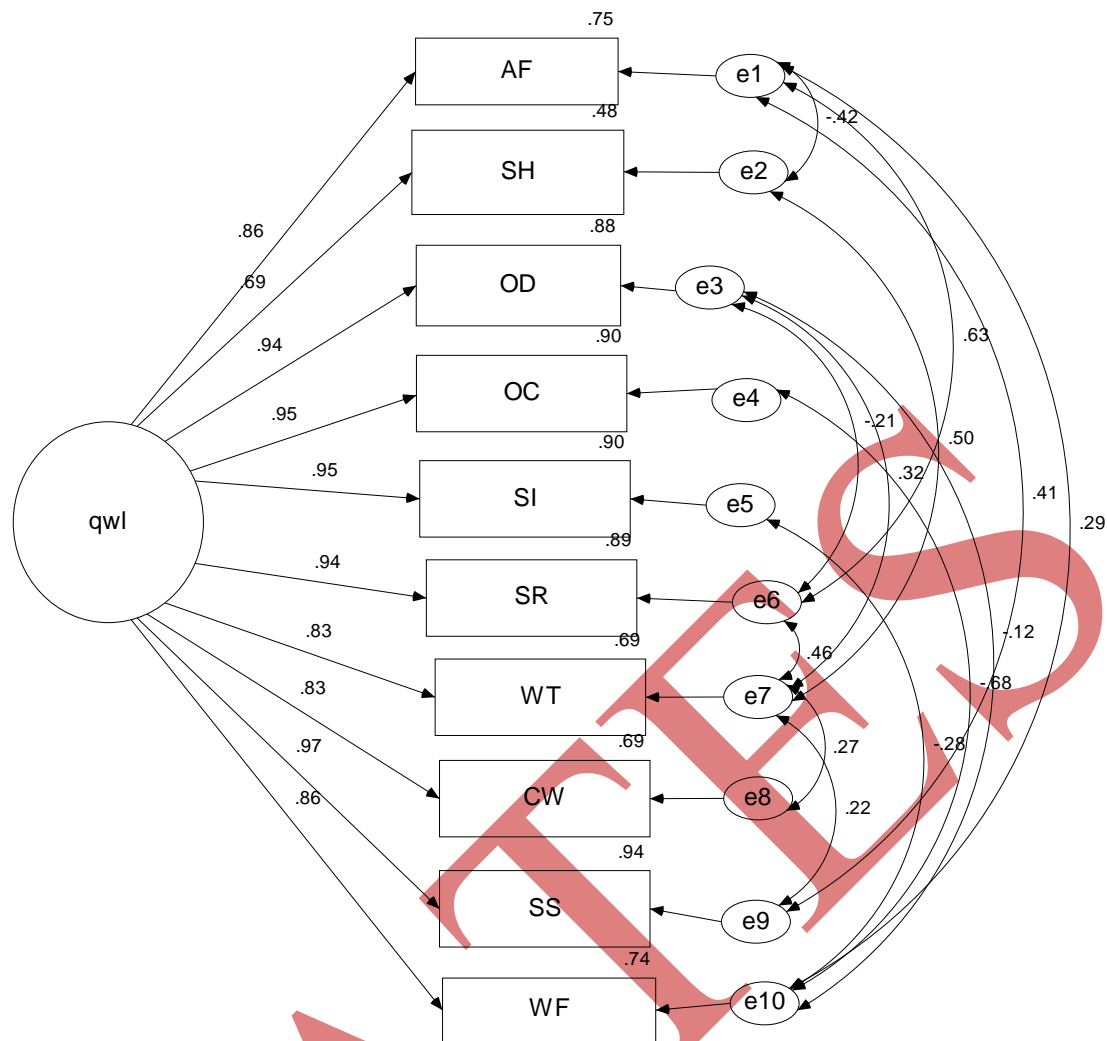 .75
AF
e1
.48
-.42
SH
e2
.88
.86
.69
OD
e3
.90
.94
.63
OC
e4
.95
-.21
.50
.90
.95
.32
SI
e5
.41
.29
qwl
.89
.94
SR
e6
.69
.83
-.12
.46
WT
e7
-.68
.83
.69
.27
-.28
.97
CW
e8
.86
.22
.94
SS
e9
.74
WF
e10
ATES